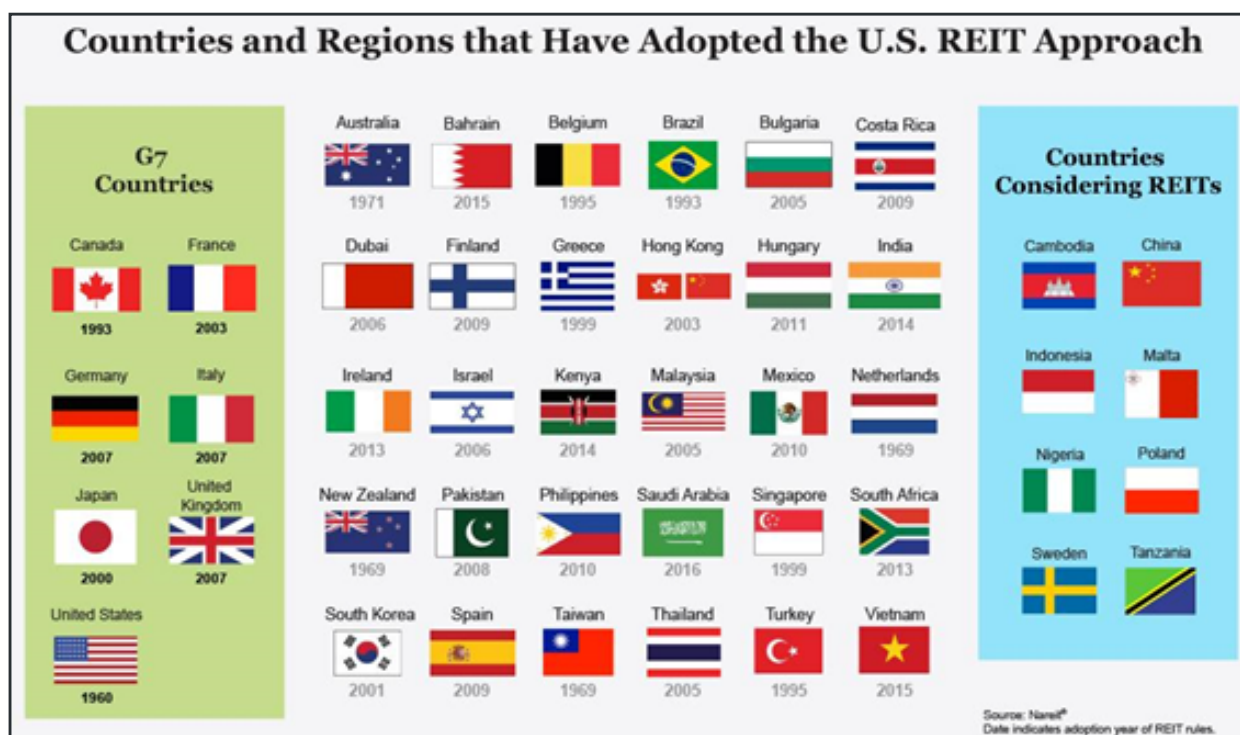 Countries and Regions that Have Adopted the U.S. REIT Approach
G7
Countries
Canada France
1993 2003
Germany Italy
2007 2007
Japan United
Kingdom
2000 2007
United States
1960
Australia Bahrain Belgium Brazil Bulgaria Costa Rica
1971 2015 1995 1993 2005 2009
Dubai Finland Greece Hong Kong Hungary India
2006 2009 1999 2003 2011 2014
Ireland Israel Kenya Malaysia Mexico Netherlands
2013 2006 2014 2005 2010 1969
New Zealand Pakistan Philippines Saudi Arabia Singapore South Africa
1969 2008 2010 2016 1999 2013
South Korea Spain Taiwan Thailand Turkey Vietnam
2001 2009 1969 2005 1995 2015
Countries
Considering REITs
Cambodia China
Indonesia Malta
Nigeria Poland
Sweden Tanzania
Source: Nareit®
Date indicates adoption year of REIT rules.